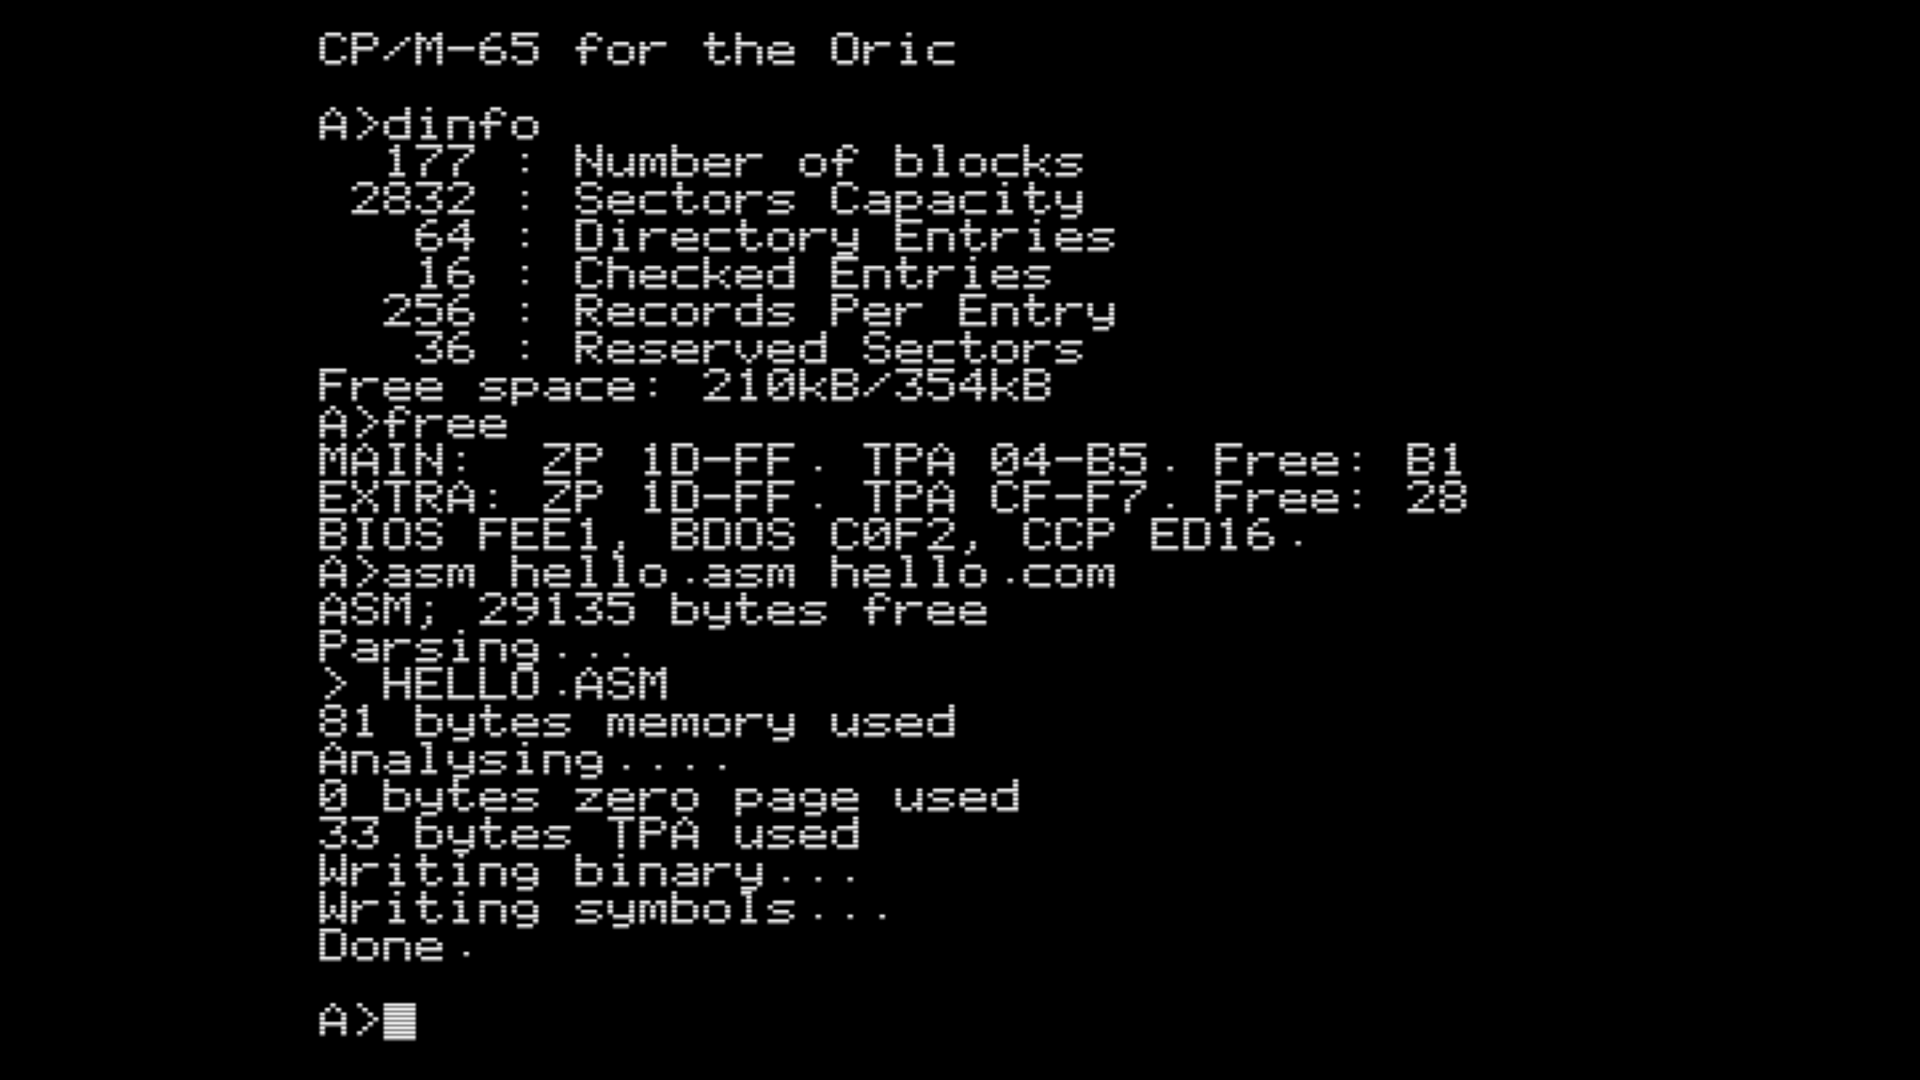 CP/M-65 for the Oric
A>dinfo
177 : Number of blocks
2832 : Sectors Capacity
64 : Directory Entries
16 : Checked Entries
256 : Records Per Entry
36 : Reserved Sectors
Free space: 210kB/354kB
A>free
MAIN:  ZP 1D-FF. TPA 04-B5. Free: B1
EXTRA: ZP 1D-FF. TPA CF-F7. Free: 28
BIOS FEE1, BDOS C0F2, CCP ED16.
A>asm hello.asm hello.com
ASM; 29135 bytes free
Parsing...
> HELLO.ASM
81 bytes memory used
Analysing....
0 bytes zero page used
33 bytes TPA used
Writing binary...
Writing symbols...
Done.
A>